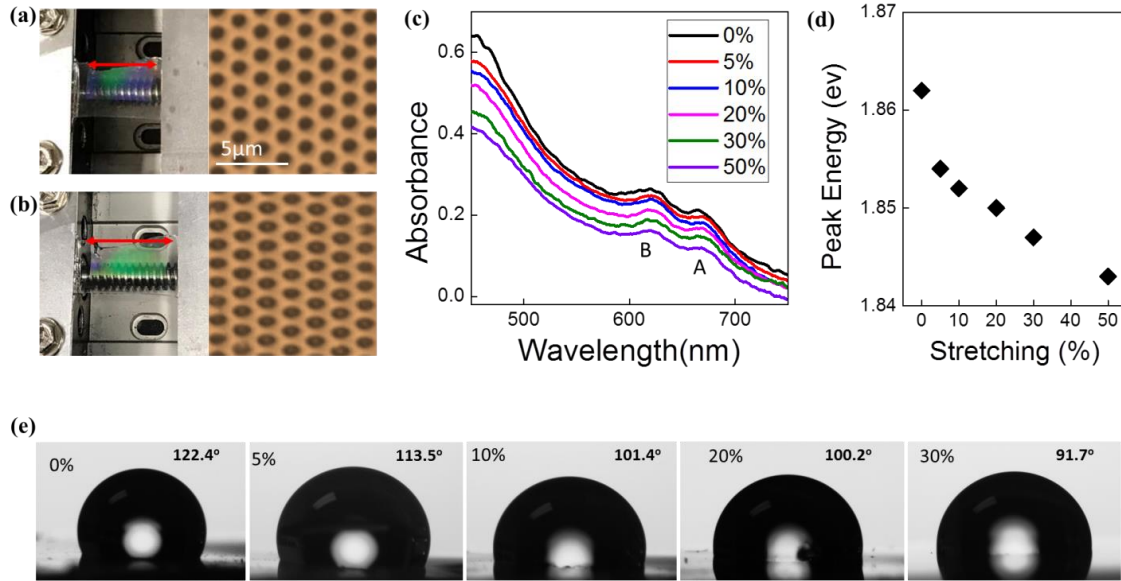 (a)
5μm
(b)
(c)
0.6
0.4
0.2
0.0
Absorbance
0%
5%
10%
20%
30%
50%
B
A
500
600
700
Wavelength(nm)
(d)
1.87
1.86
1.85
1.84
Peak Energy (ev)
0
10
20
30
40
50
Stretching (%)
(e)
0%
122.4°
5%
113.5°
10%
101.4°
20%
100.2°
30%
91.7°